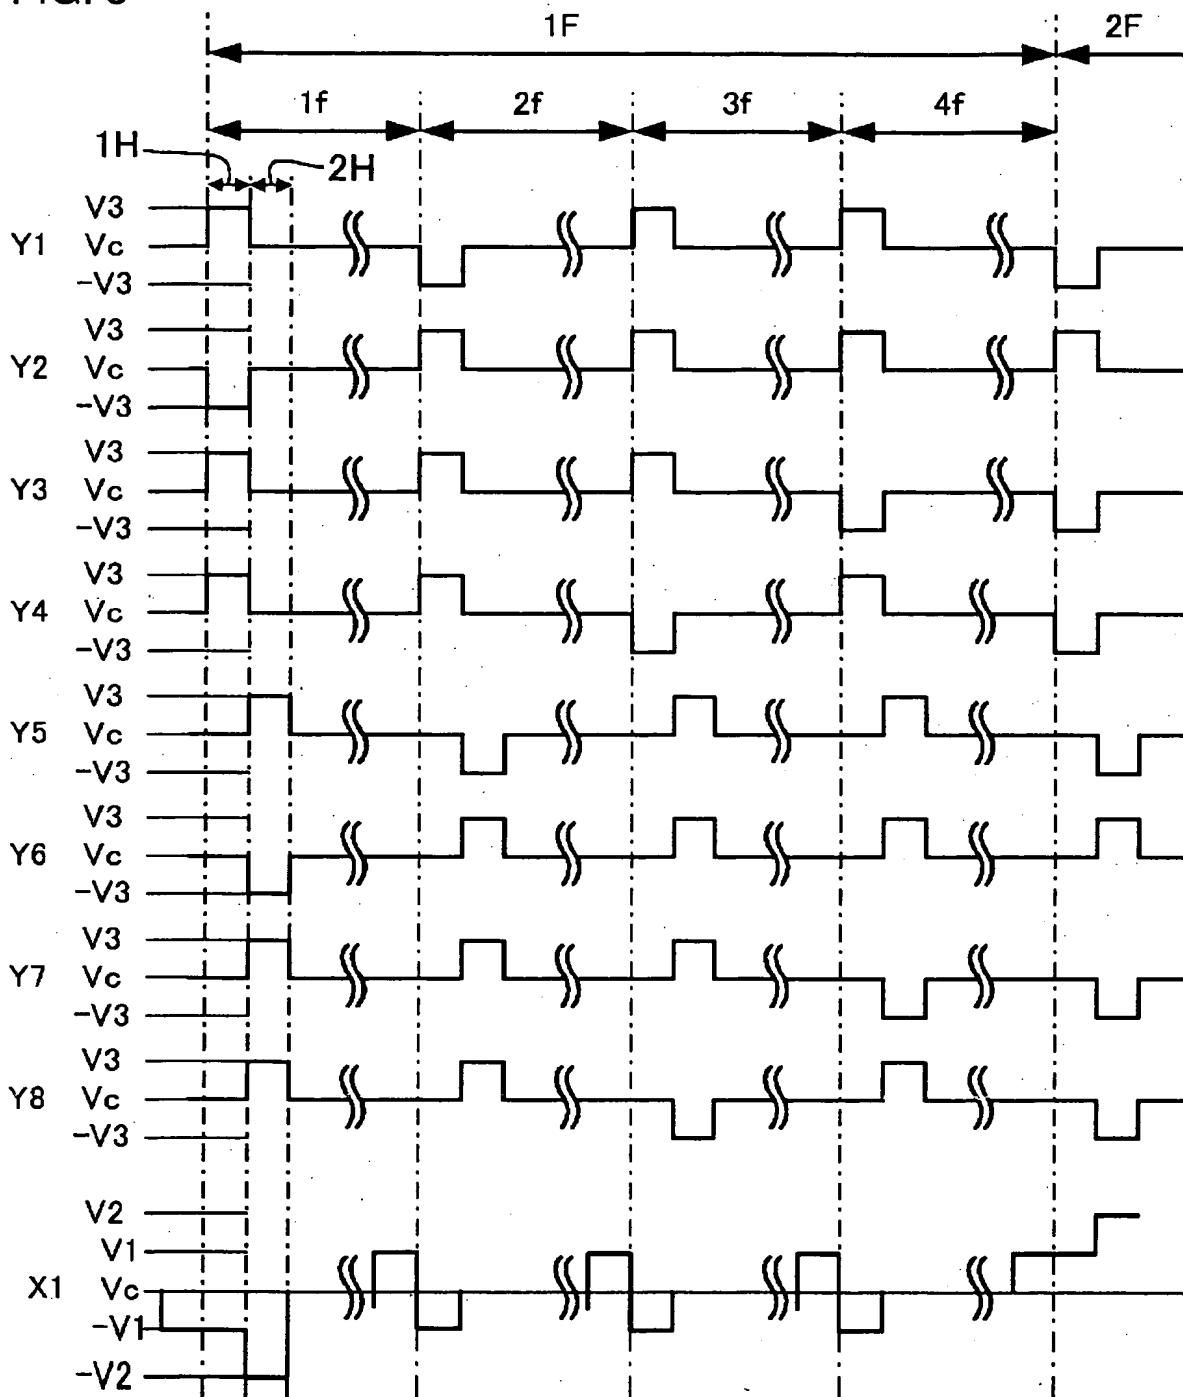 1F 2F
1f 2f 3f 4f
1H 2H
V3
Y1 Vc
-V3
V3
Y2 Vc
-V3
V3
Y3 Vc
-V3
V3
Y4 Vc
-V3
V3
Y5 Vc
-V3
V3
Y6 Vc
-V3
V3
Y7 Vc
-V3
V3
Y8 Vc
-V3
V2
V1
X1 Vc
-V1
-V2